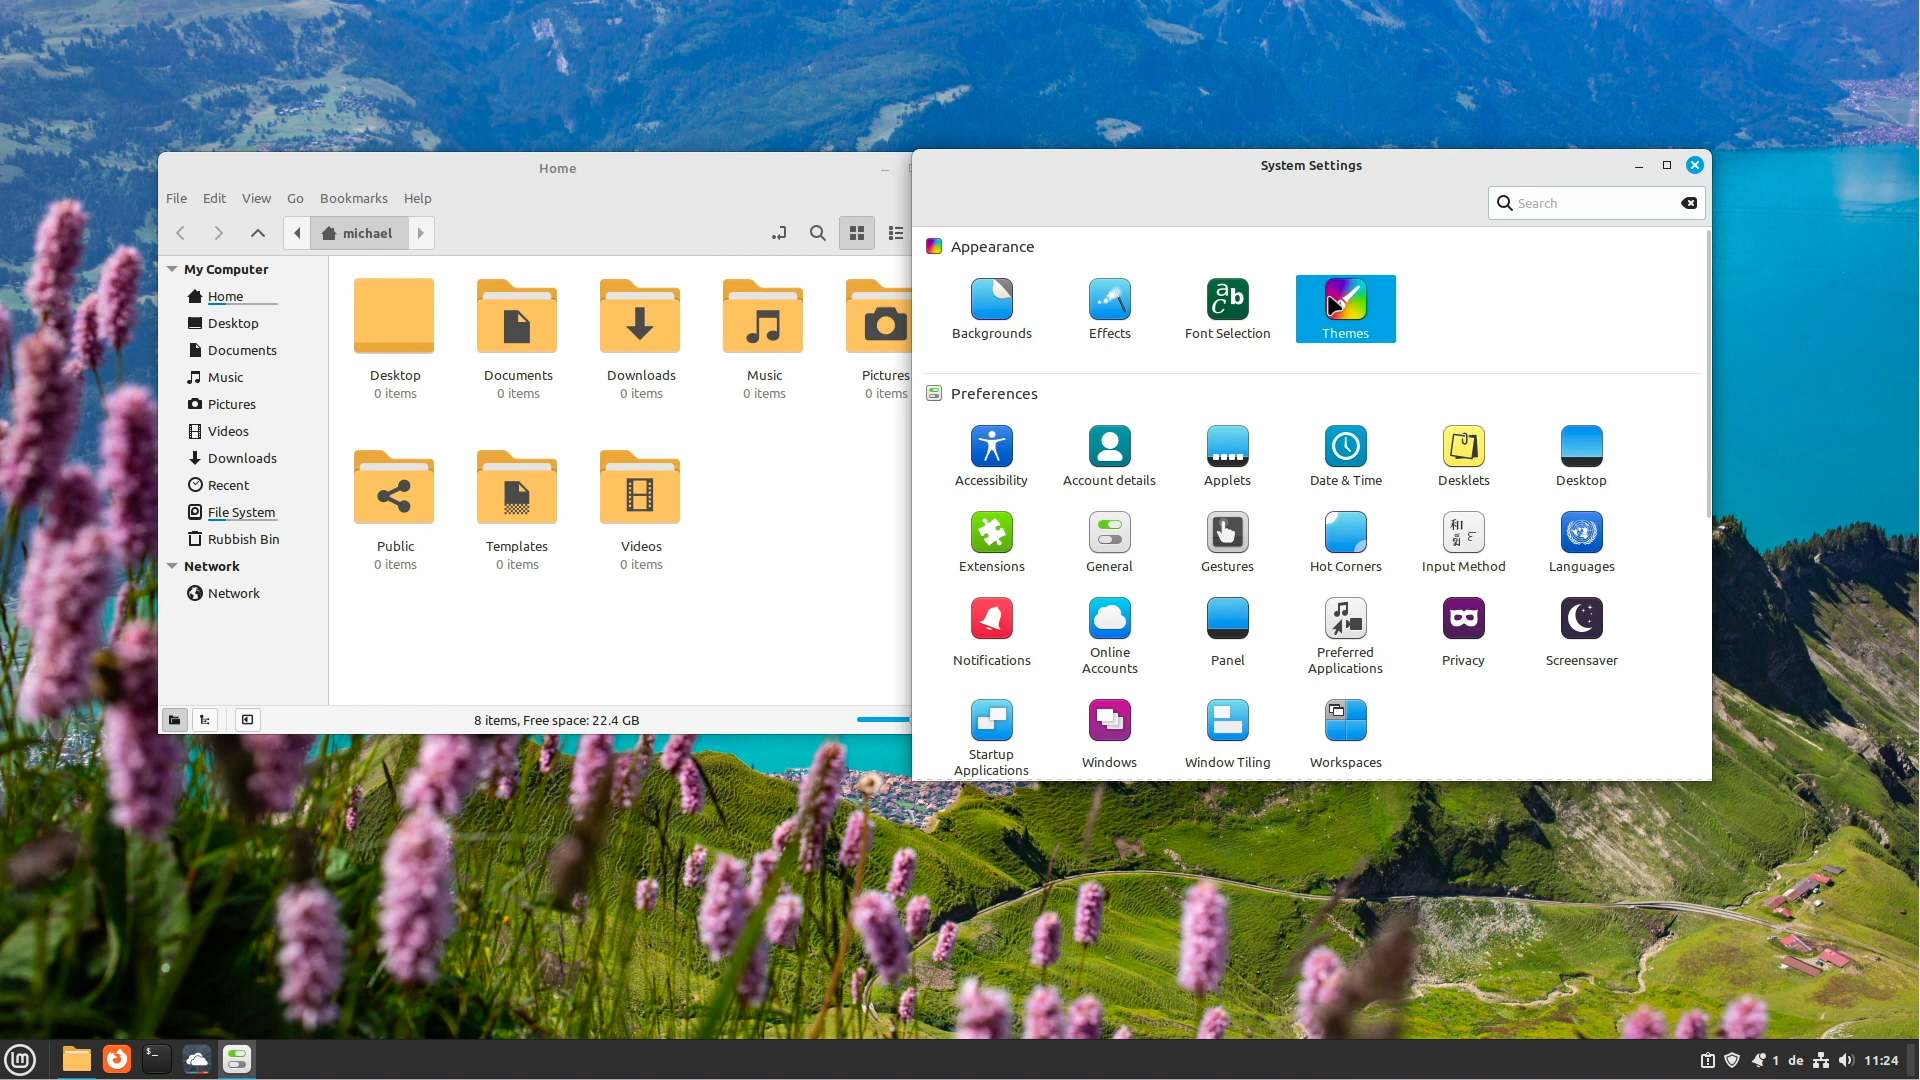 Home
File Edit View Go Bookmarks Help
michael
My Computer
Home
Desktop
Documents
Music
Pictures
Videos
Downloads
Recent
File System
Rubbish Bin
Network
Network
Desktop
0 items
Documents
0 items
Downloads
0 items
Music
0 items
Pictures
0 items
Public
0 items
Templates
0 items
Videos
0 items
8 items, Free space: 22.4 GB
System Settings
Search
Appearance
Backgrounds
Effects
Font Selection
Themes
Preferences
Accessibility
Account details
Applets
Date & Time
Desklets
Desktop
Extensions
General
Gestures
Hot Corners
Input Method
Languages
Notifications
Online
Accounts
Panel
Preferred
Applications
Privacy
Screensaver
Startup
Applications
Windows
Window Tiling
Workspaces
1 de 11:24